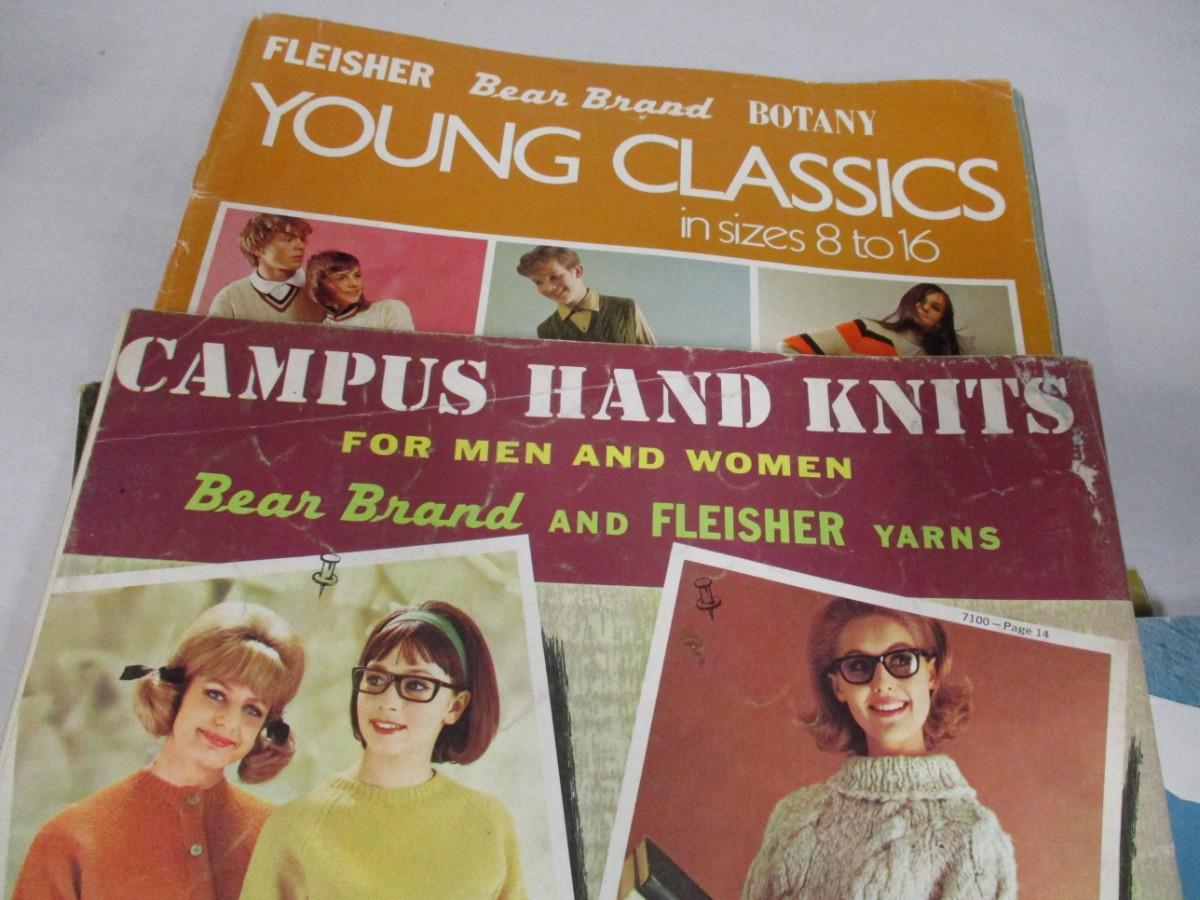 FLEISHER Bear Brand BOTANY
YOUNG CLASSICS
in sizes 8 to 16
CAMPUS HAND KNITS
FOR MEN AND WOMEN
Bear Brand AND FLEISHER YARNS
7100-Page 14